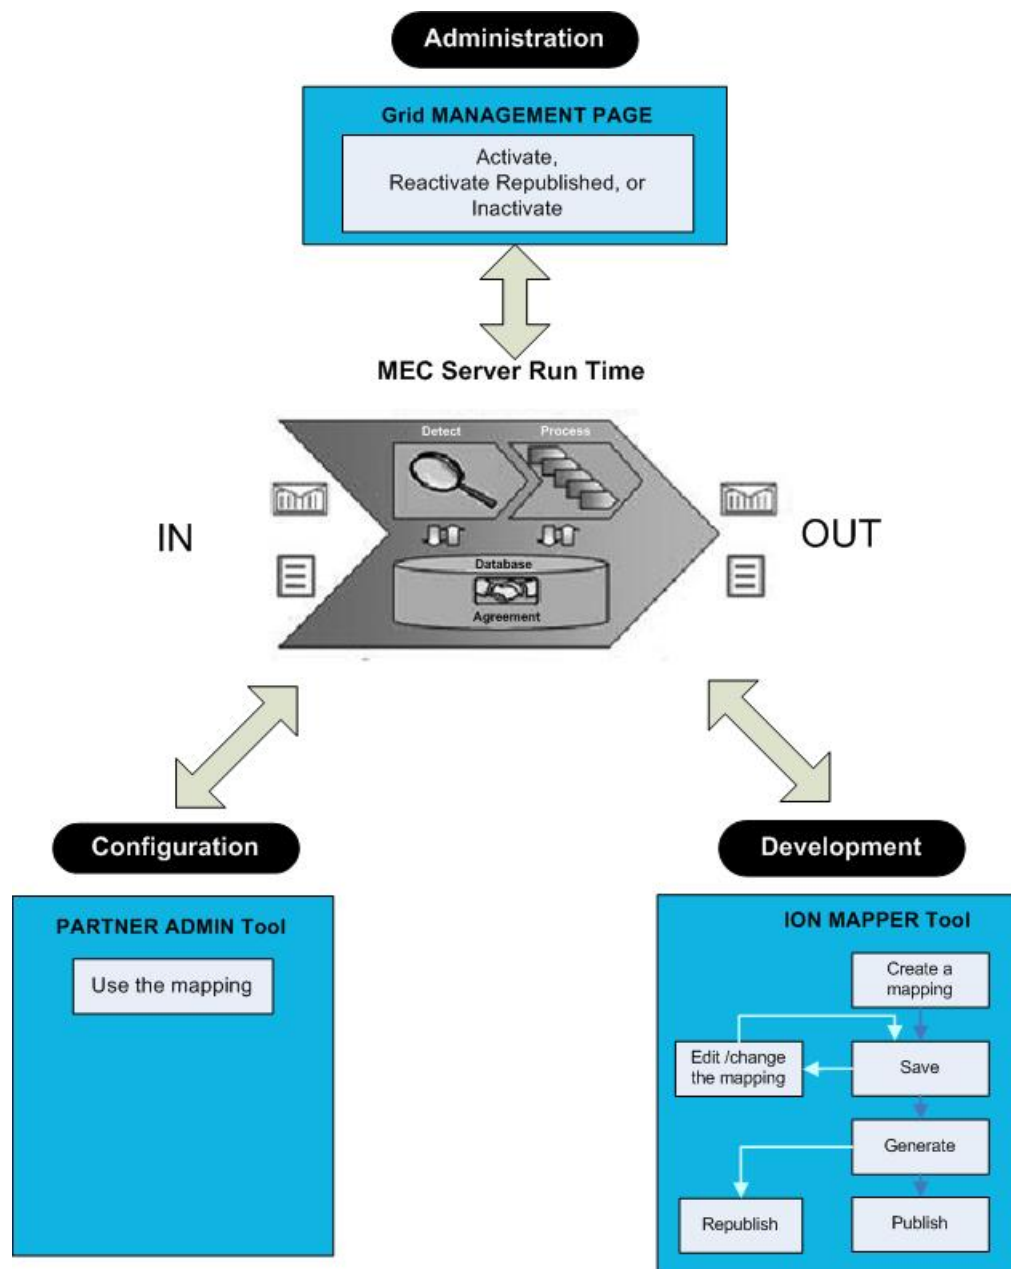 Administration
Grid MANAGEMENT PAGE
Activate,
Reactivate Republished, or
Inactivate
MEC Server Run Time
Detect
Process
IN
OUT
Database
Agreement
Configuration
PARTNER ADMIN Tool
Use the mapping
Development
ION MAPPER Tool
Create a
mapping
Edit /change
the mapping
Save
Generate
Republish
Publish